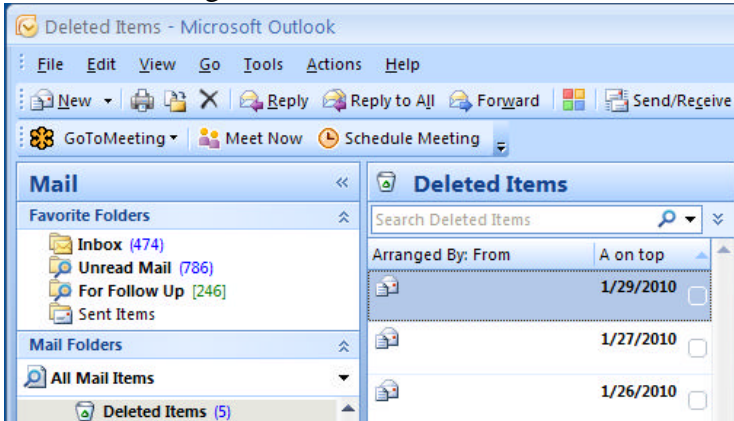 Deleted Items - Microsoft Outlook
File Edit View Go Tools Actions Help
New Reply Reply to All Forward Send/Receive
GoToMeeting Meet Now Schedule Meeting
Mail « Deleted Items
Favorite Folders Search Deleted Items
Inbox (474)
Arranged By: From A on top
Unread Mail (786)
For Follow Up [246] 1/29/2010
Sent Items
Mail Folders 1/27/2010
All Mail Items
Deleted Items (5) 1/26/2010